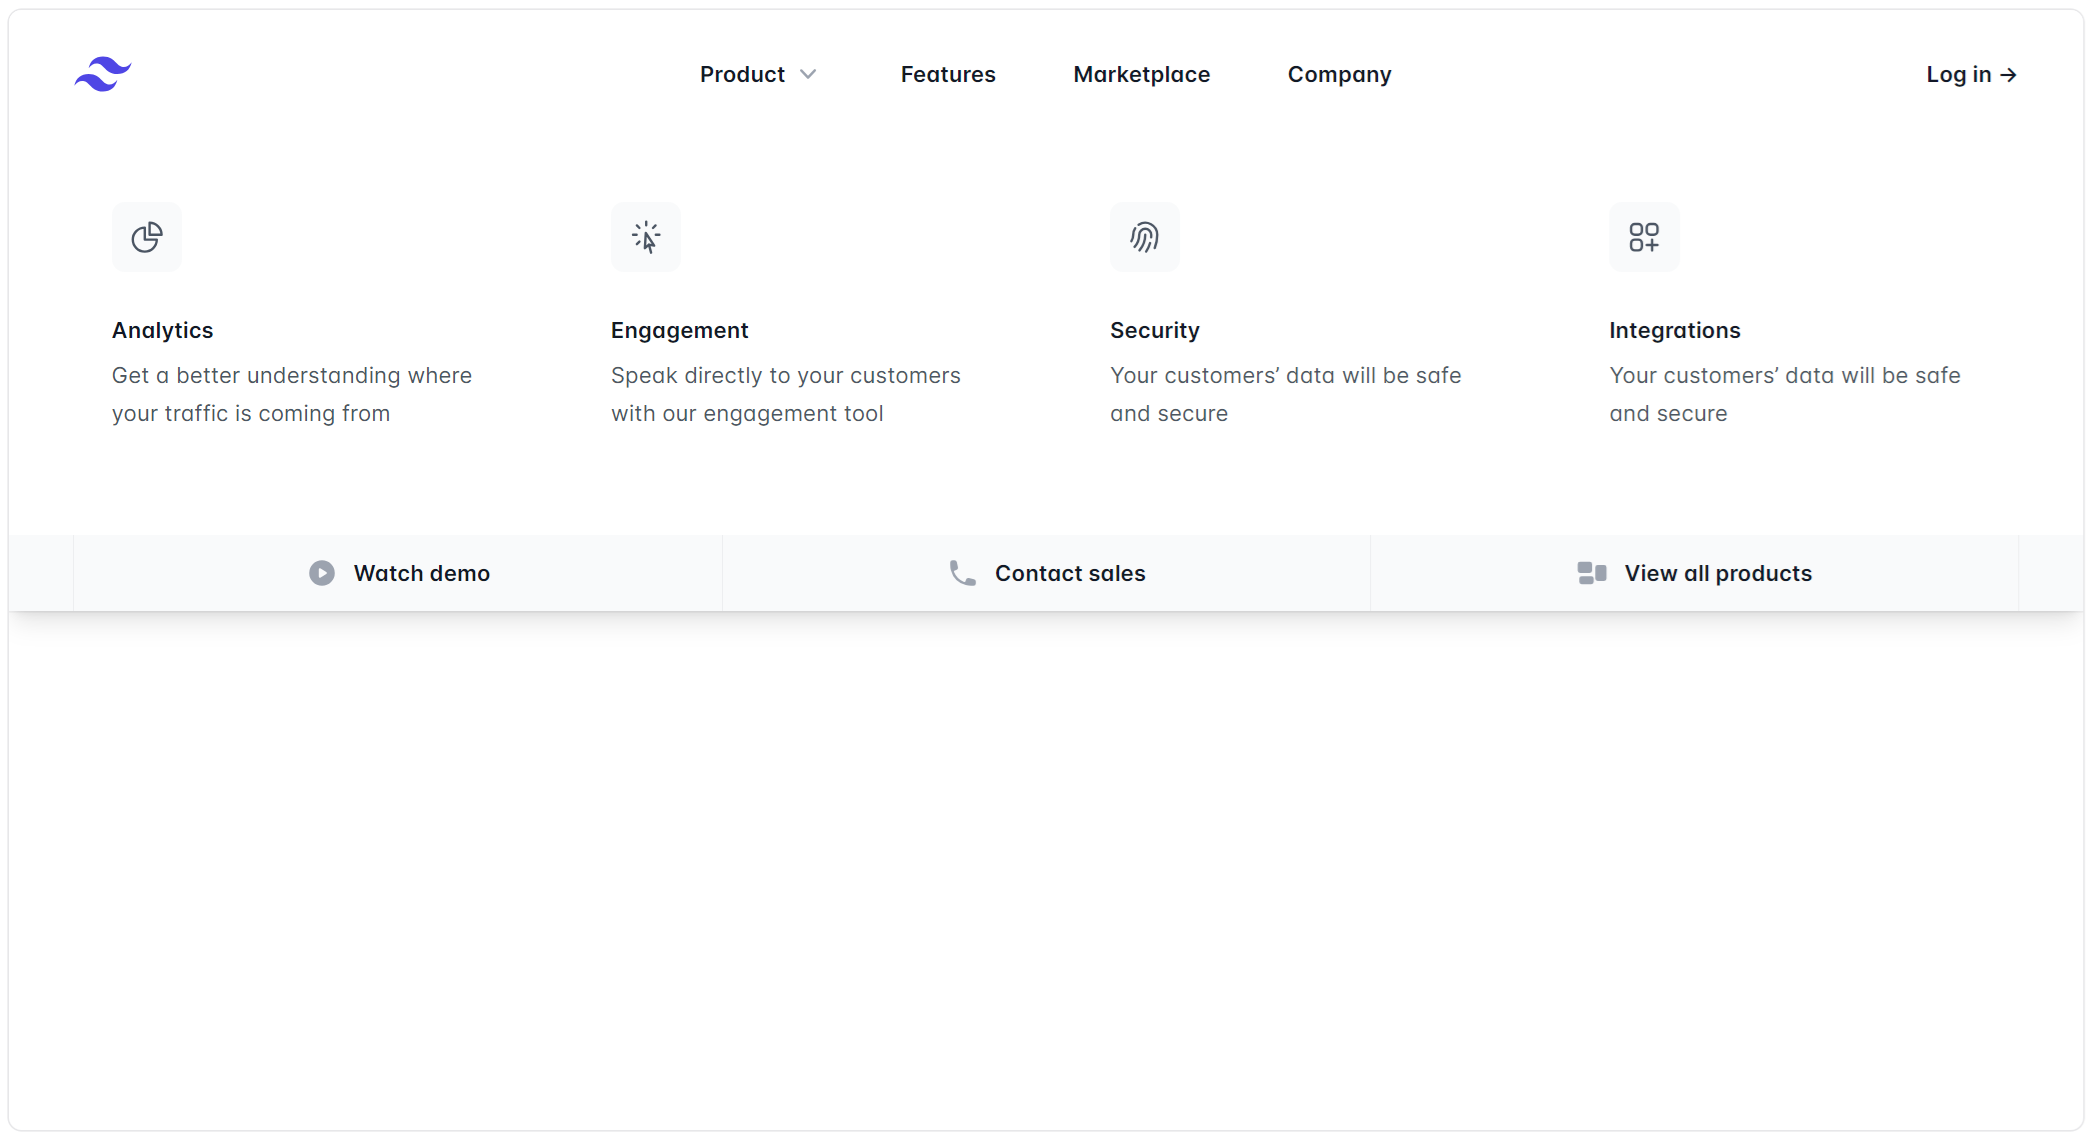 Product
Features
Marketplace
Company
Log in →
Analytics
Get a better understanding where
your traffic is coming from
Engagement
Speak directly to your customers
with our engagement tool
Security
Your customers’ data will be safe
and secure
Integrations
Your customers’ data will be safe
and secure
Watch demo
Contact sales
View all products